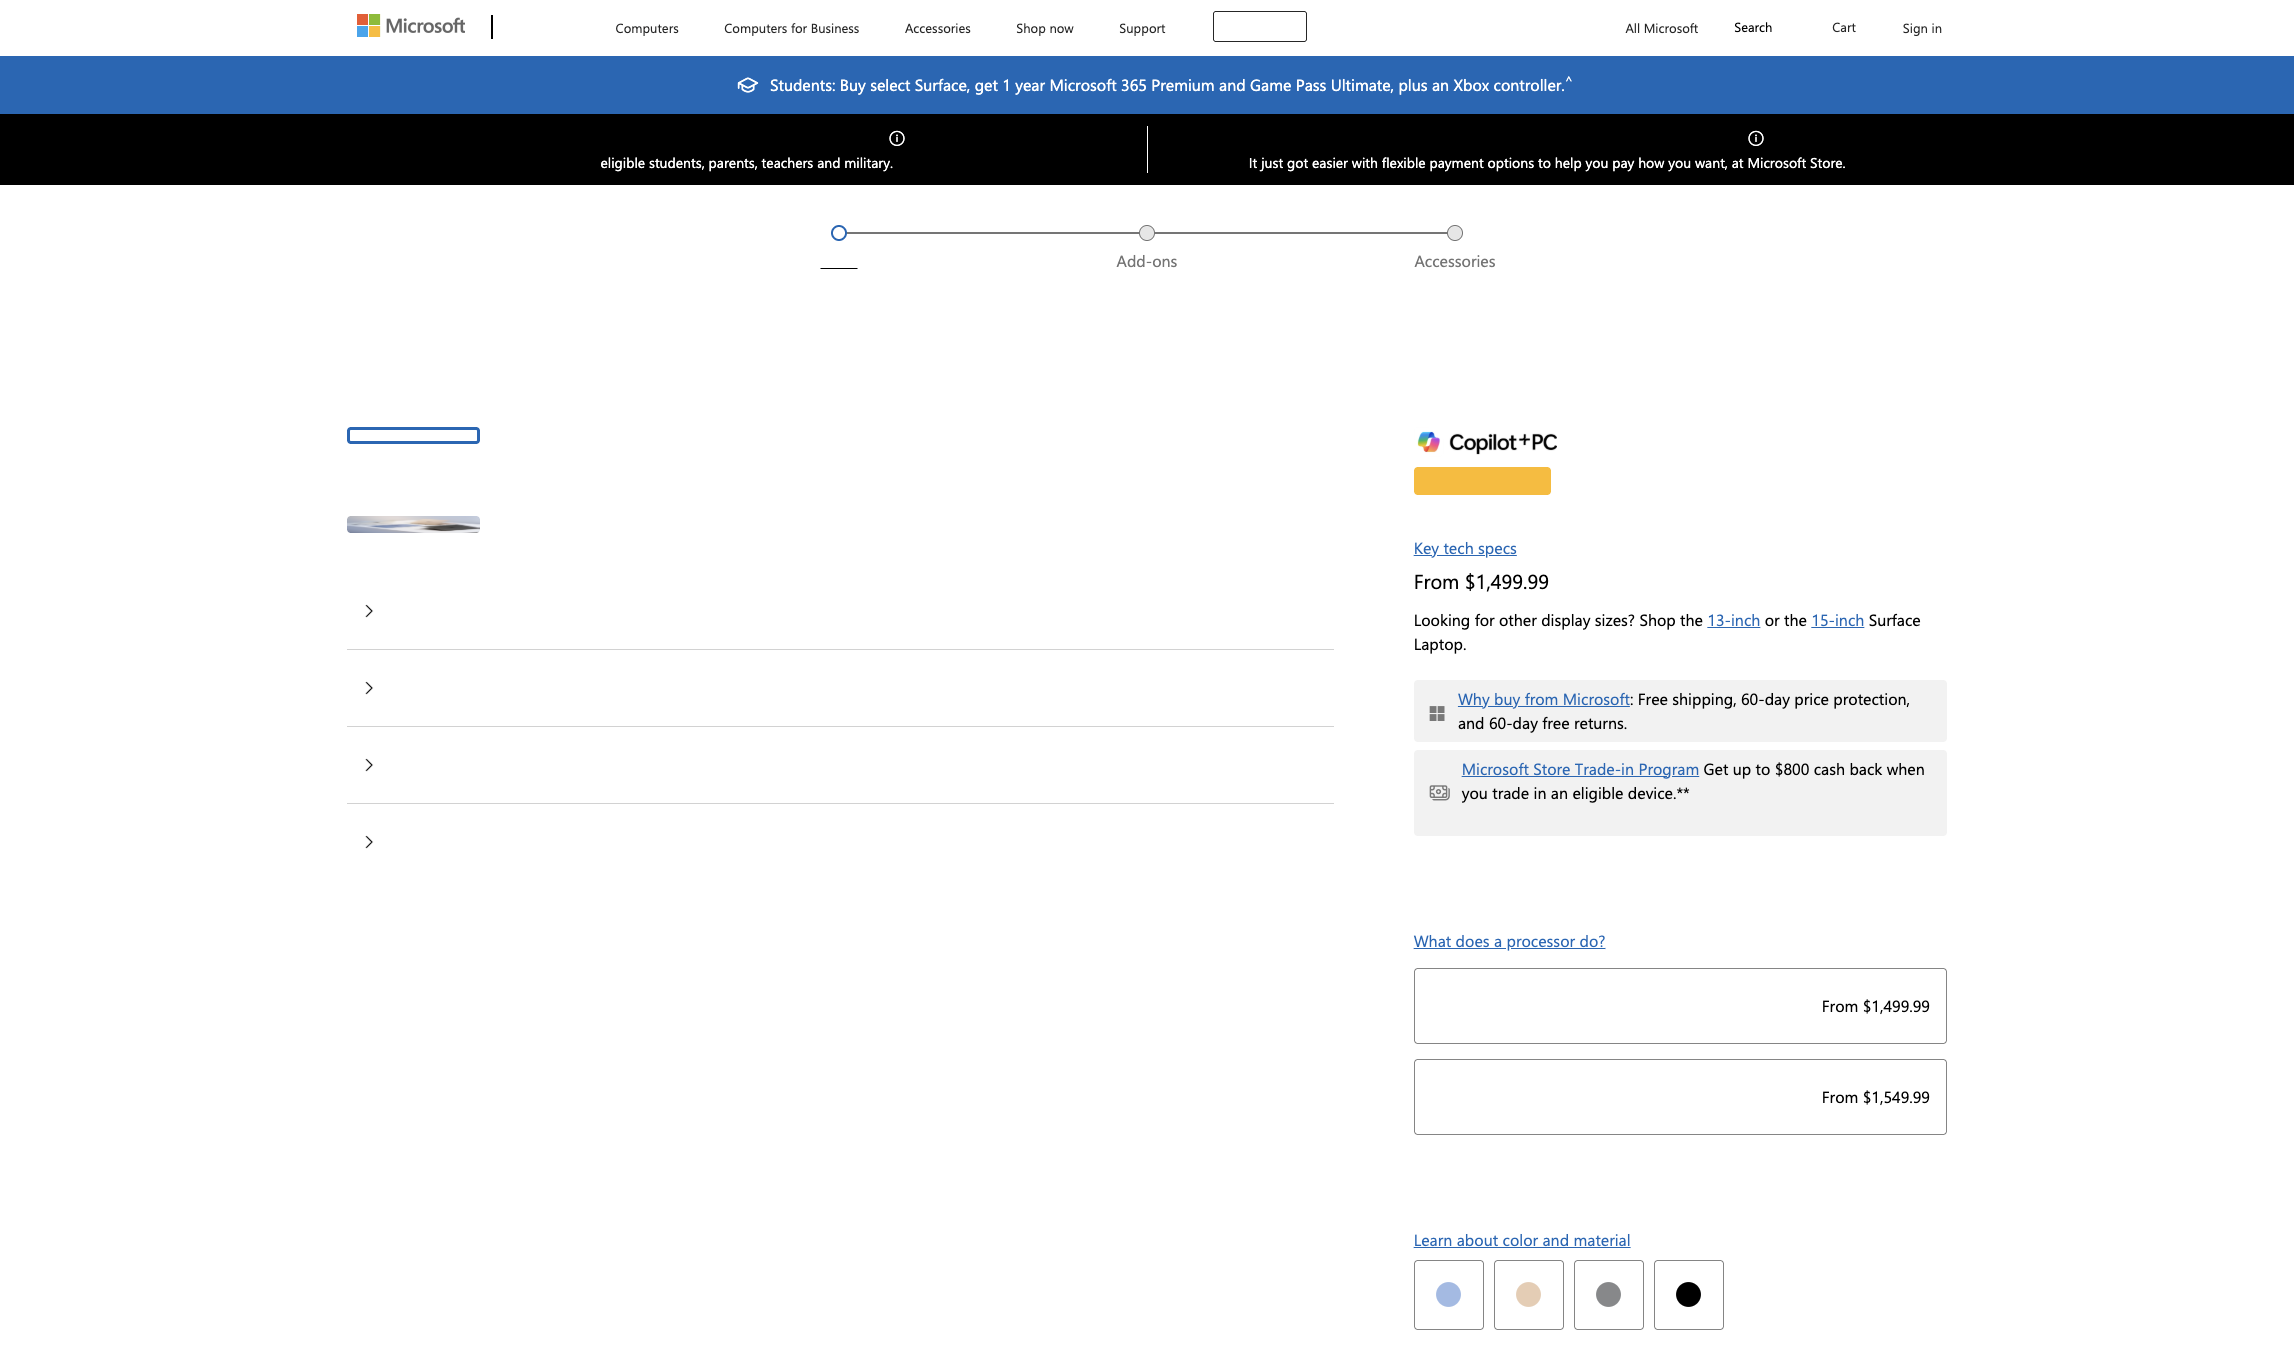 Microsoft
Computers
Computers for Business
Accessories
Shop now
Support
All Microsoft
Search
Cart
Sign in
Students: Buy select Surface, get 1 year Microsoft 365 Premium and Game Pass Ultimate, plus an Xbox controller.^
eligible students, parents, teachers and military.
It just got easier with flexible payment options to help you pay how you want, at Microsoft Store.
Add-ons
Accessories
Copilot+PC
Key tech specs
From $1,499.99
Looking for other display sizes? Shop the 13-inch or the 15-inch Surface
Laptop.
Why buy from Microsoft: Free shipping, 60-day price protection,
and 60-day free returns.
Microsoft Store Trade-in Program Get up to $800 cash back when
you trade in an eligible device.**
What does a processor do?
From $1,499.99
From $1,549.99
Learn about color and material